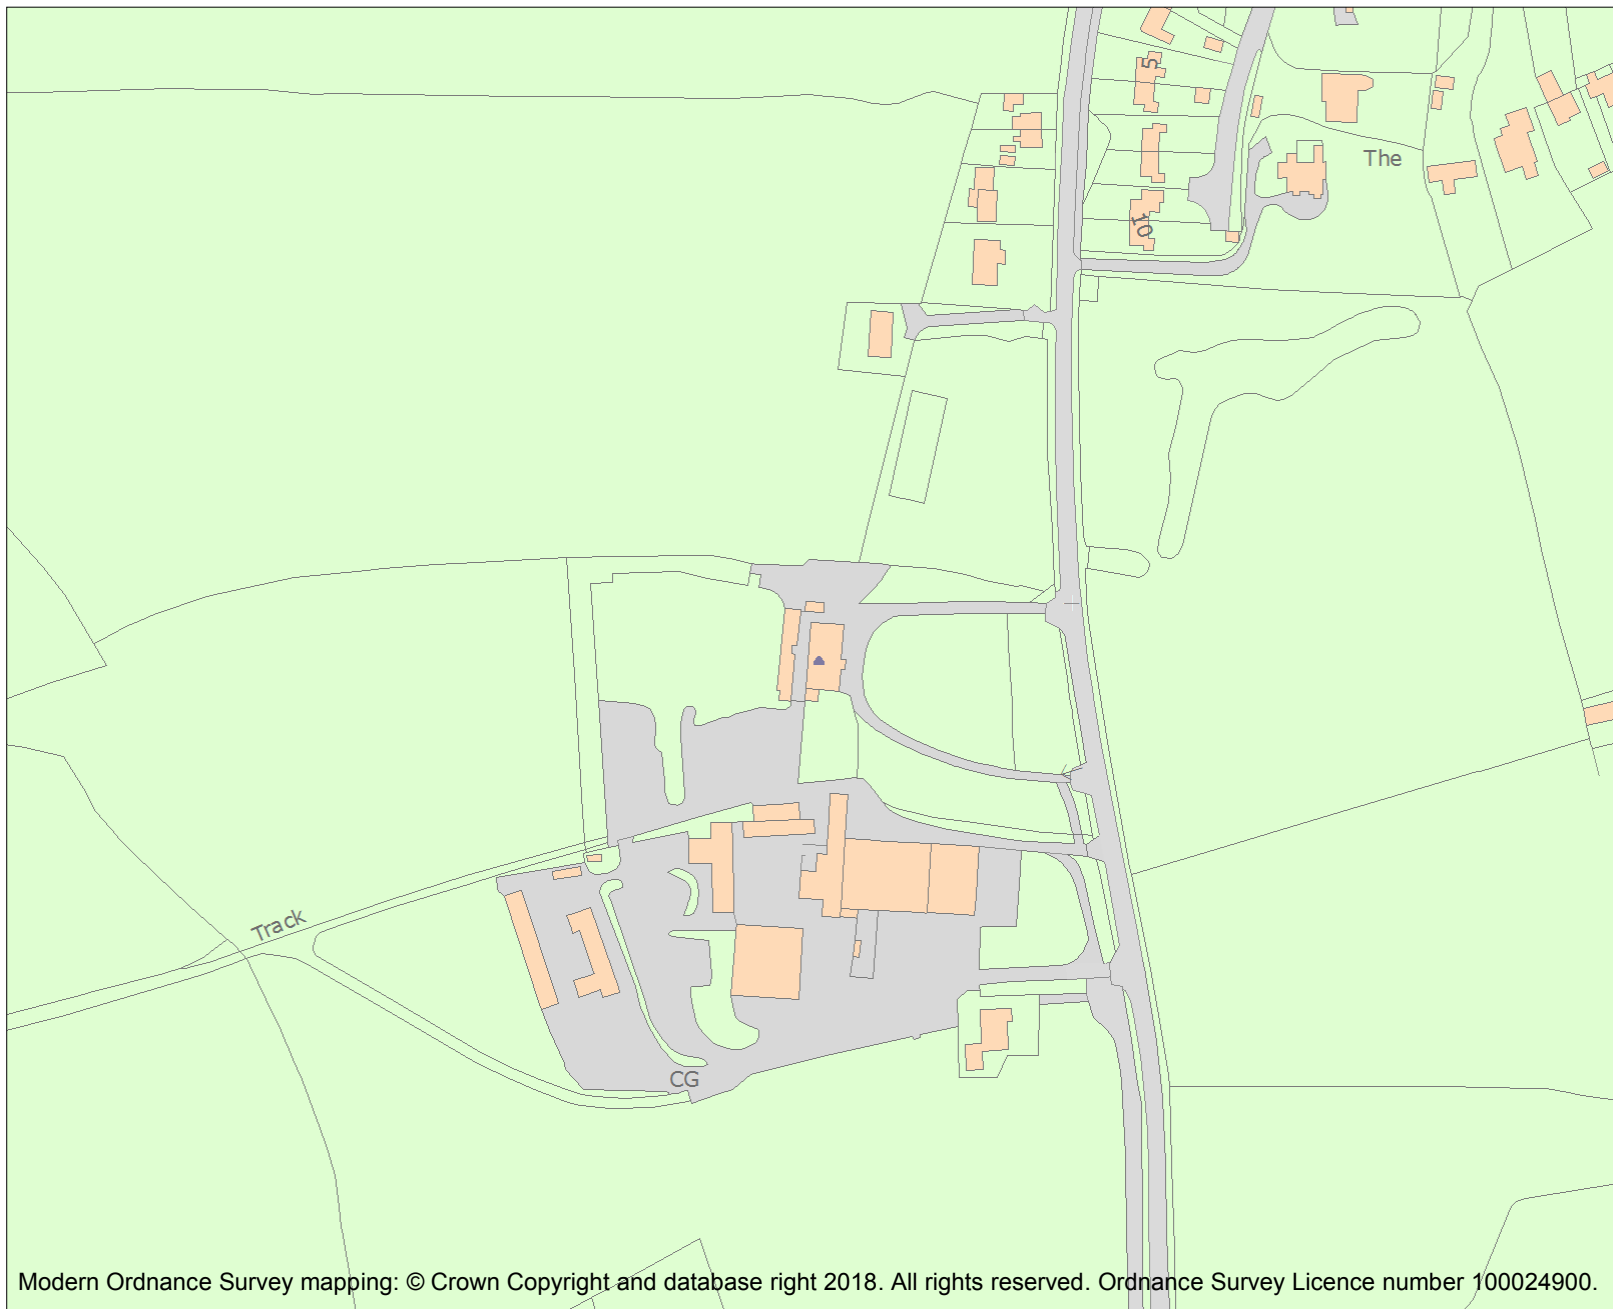 5
The
10
Track
CG
Modern Ordnance Survey mapping: © Crown Copyright and database right 2018. All rights reserved. Ordnance Survey Licence number 100024900.